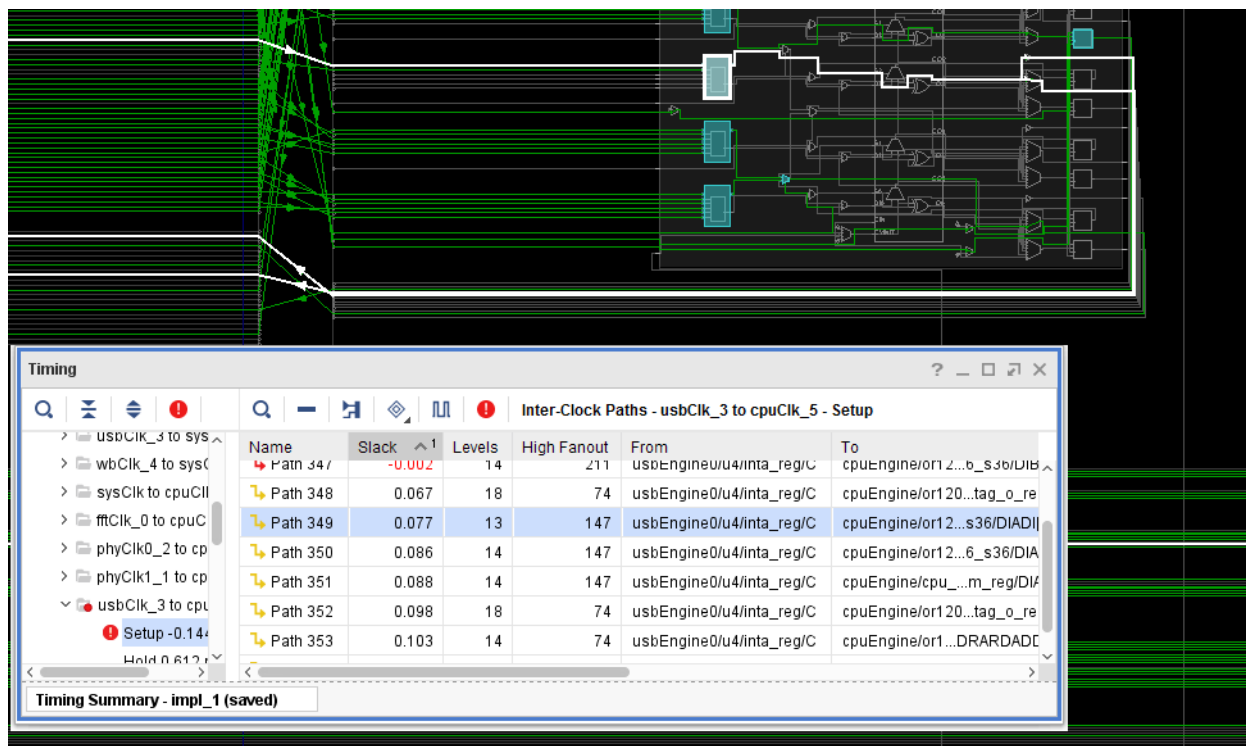 Timing
Inter-Clock Paths - usbClk_3 to cpuClk_5 - Setup
usbClk_3 to sys
wbClk_4 to sys(
sysClk to cpuCll
fftClk_0 to cpuC
phyClk0_2 to cp
phyClk1_1 to cp
usbClk_3 to cpu
Setup -0.144
Hold 0.612
Name Slack 1 Levels High Fanout From To
Path 347 -0.002 14 211 usbEngine0/u4/inta_reg/C cpuEngine/or12...6_s36/DIB
Path 348 0.067 18 74 usbEngine0/u4/inta_reg/C cpuEngine/or120...tag_o_re
Path 349 0.077 13 147 usbEngine0/u4/inta_reg/C cpuEngine/or12...s36/DIADI[
Path 350 0.086 14 147 usbEngine0/u4/inta_reg/C cpuEngine/or12...6_s36/DIA
Path 351 0.088 14 147 usbEngine0/u4/inta_reg/C cpuEngine/cpu_...m_reg/DIA
Path 352 0.098 18 74 usbEngine0/u4/inta_reg/C cpuEngine/or120...tag_o_re
Path 353 0.103 14 74 usbEngine0/u4/inta_reg/C cpuEngine/or1...DRARDADD
Timing Summary - impl_1 (saved)